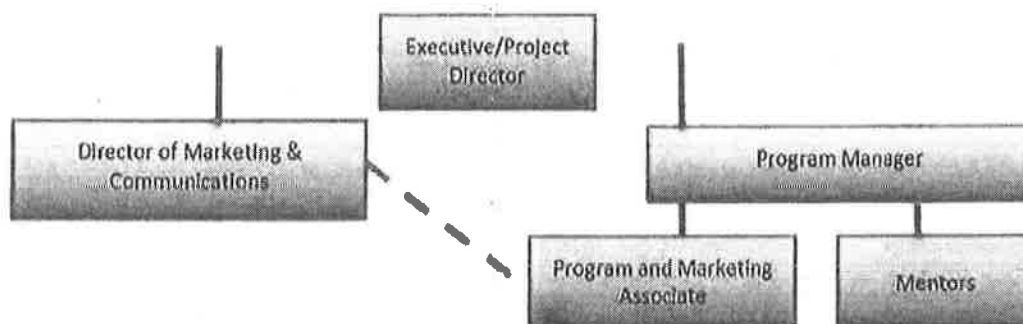 Executive/Project
Director
Director of Marketing &
Communications
Program Manager
Program and Marketing
Associate
Mentors